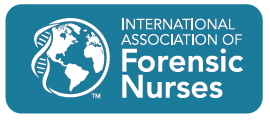 INTERNATIONAL
ASSOCIATION OF
Forensic
Nurses
TM